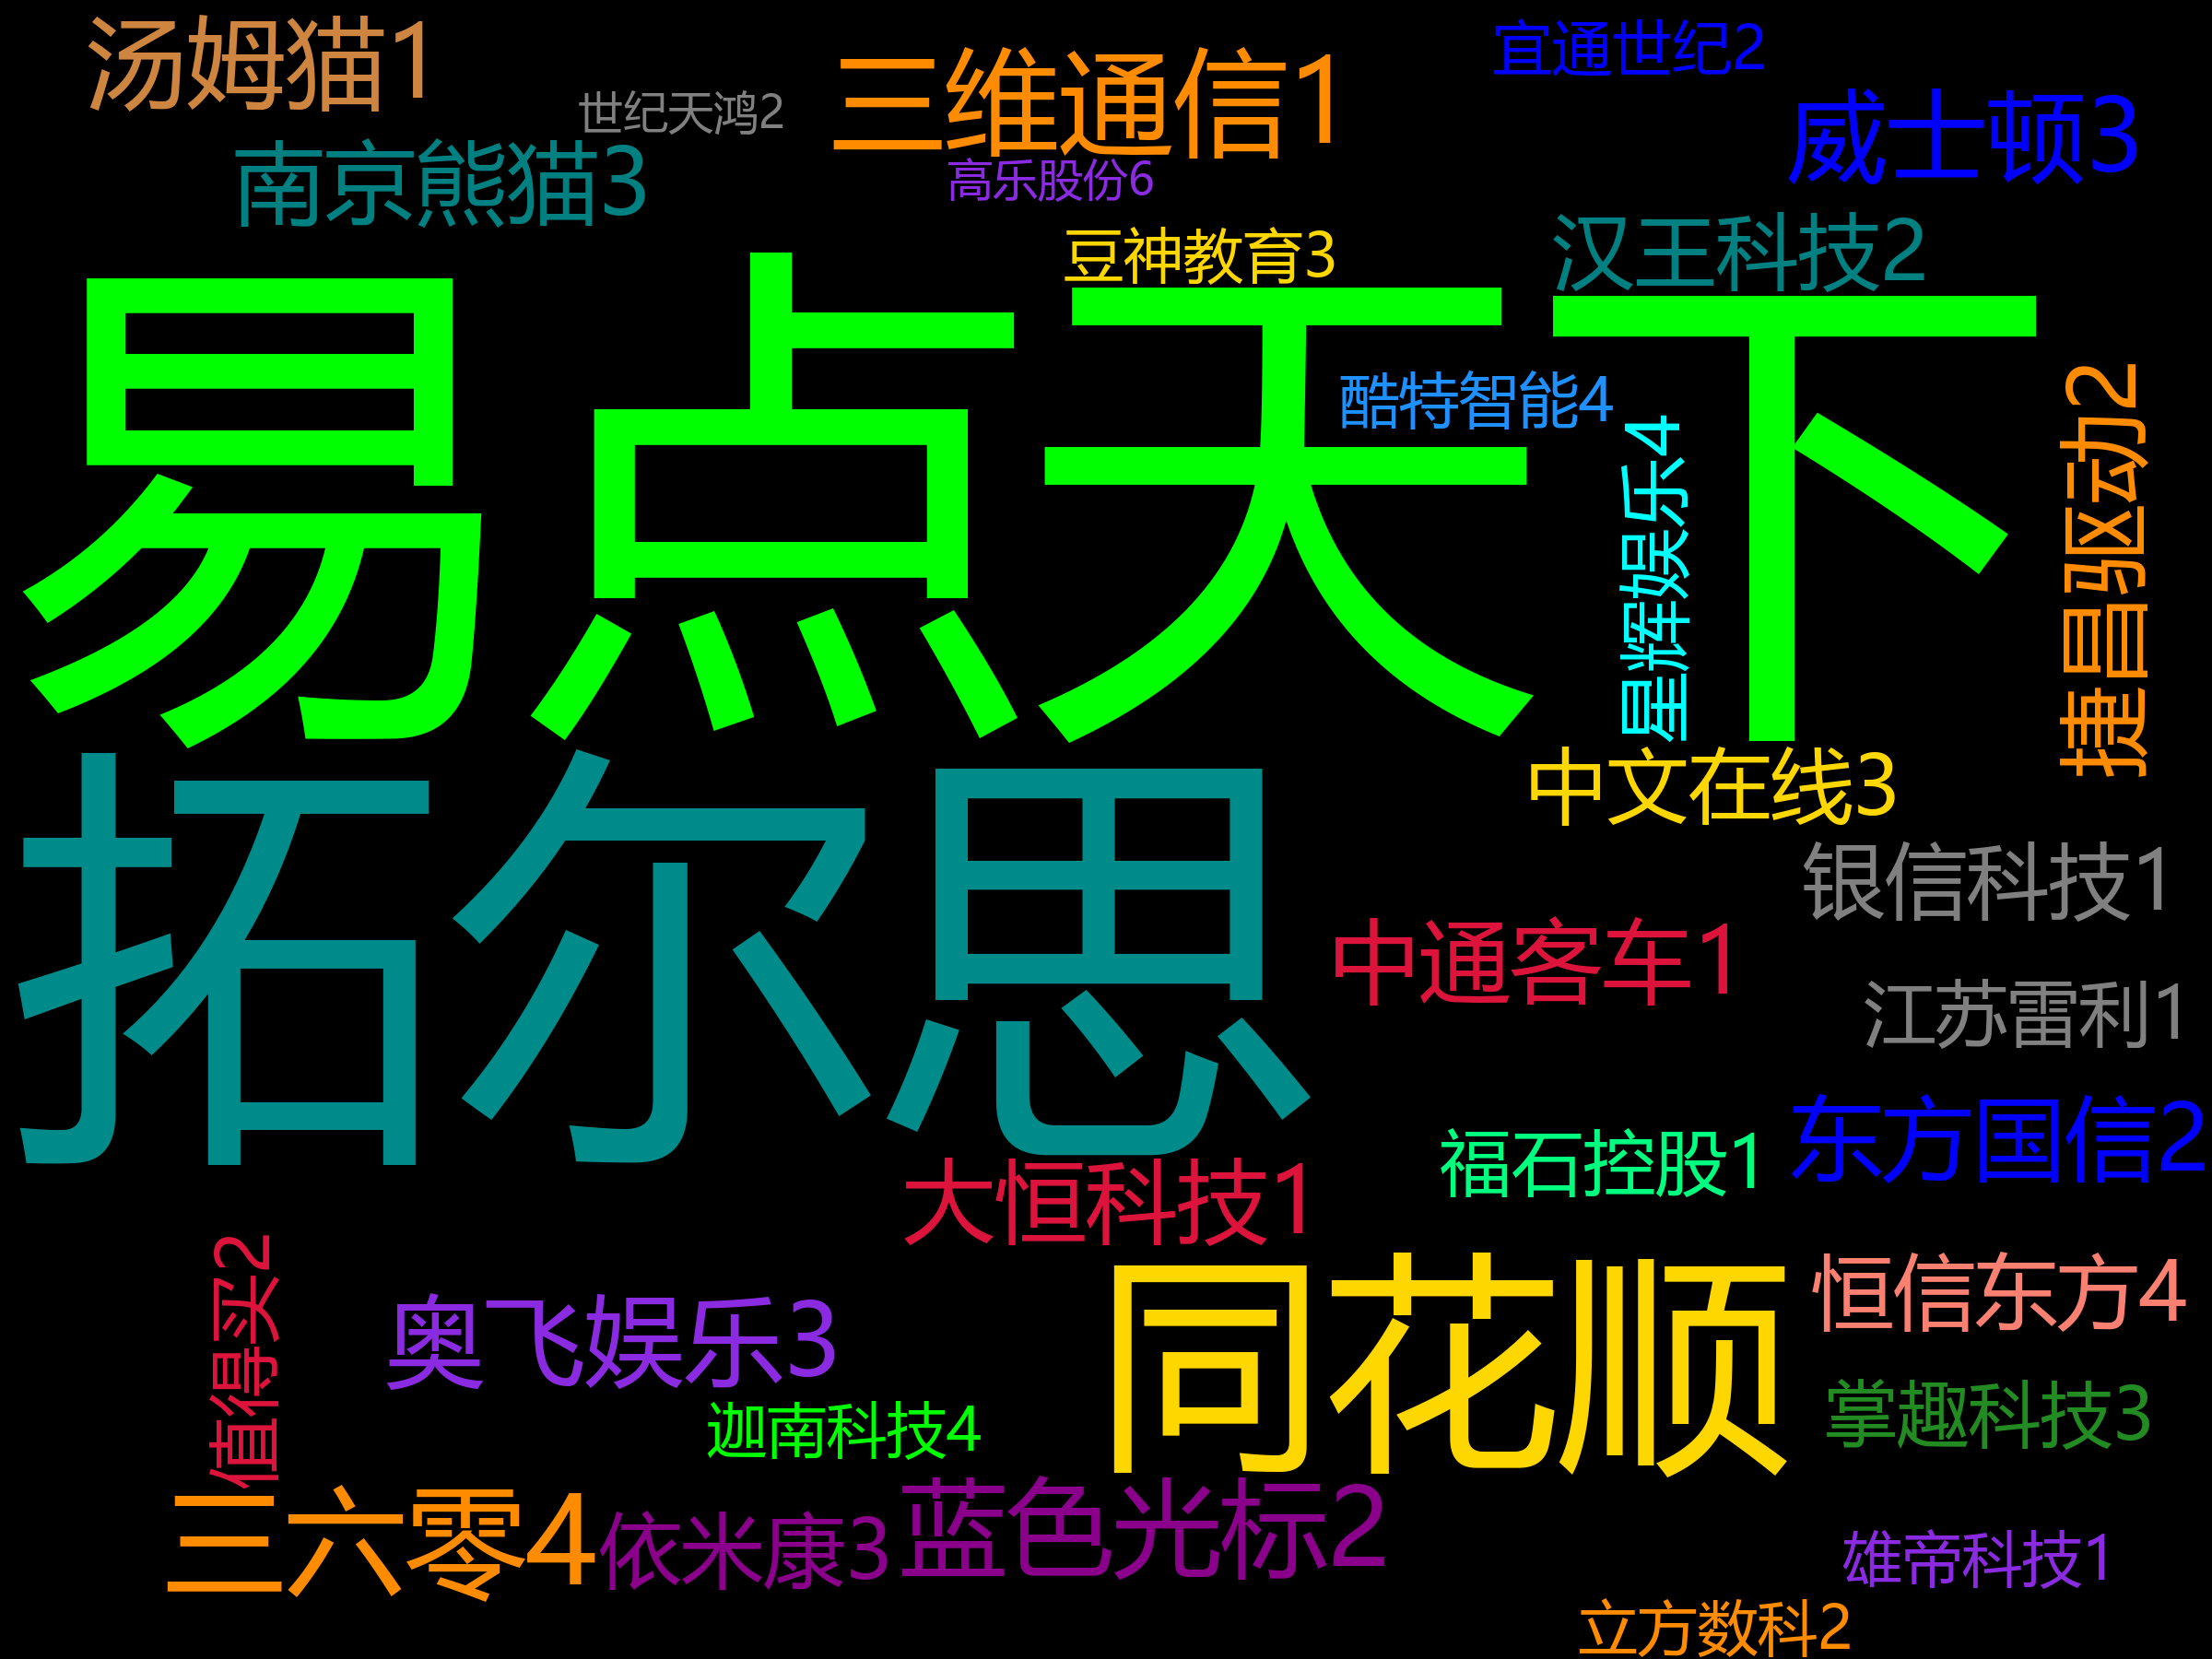 汤姆猫1
三维通信1
宜通世纪2
世纪天鸿2
威士顿3
南京熊猫3
高乐股份6
豆神教育3
汉王科技2
易点天下
酷特智能4
星辉娱乐4
捷昌驱动2
拓尔思
中文在线3
银信科技1
中通客车1
江苏雷利1
东方国信2
福石控股1
大恒科技1
值得买2
同花顺
恒信东方4
奥飞娱乐3
掌趣科技3
迦南科技4
三六零4
依米康3
蓝色光标2
雄帝科技1
立方数科2